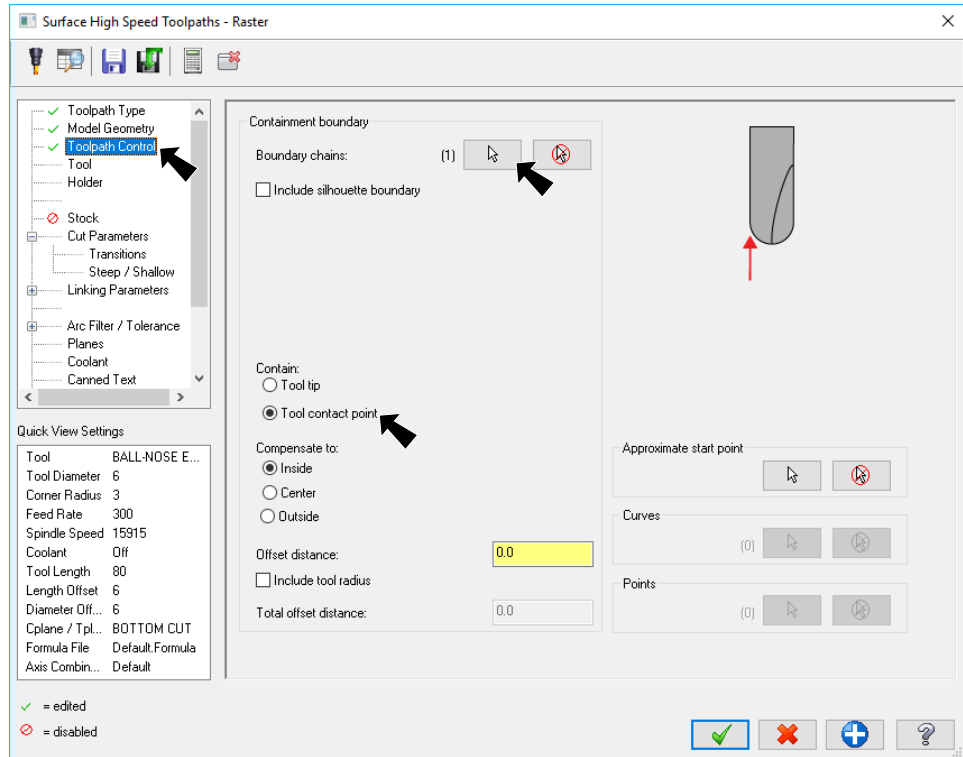 Surface High Speed Toolpaths - Raster
Toolpath Type
Model Geometry
Toolpath Control
Tool
Holder
Stock
Cut Parameters
Transitions
Steep / Shallow
Linking Parameters
Arc Filter / Tolerance
Planes
Coolant
Canned Text
Quick View Settings
Tool BALL-NOSE E...
Tool Diameter 6
Corner Radius 3
Feed Rate 300
Spindle Speed 15915
Coolant Off
Tool Length 80
Length Offset 6
Diameter Off... 6
Cplane / Tpl... BOTTOM CUT
Formula File Default.Formula
Axis Combin... Default
= edited
= disabled
Containment boundary
Boundary chains: (1)
Include silhouette boundary
Contain:
Tool tip
Tool contact point
Compensate to:
Inside
Center
Outside
Offset distance: 0.0
Include tool radius
Total offset distance: 0.0
Approximate start point
Curves
(0)
Points
(0)